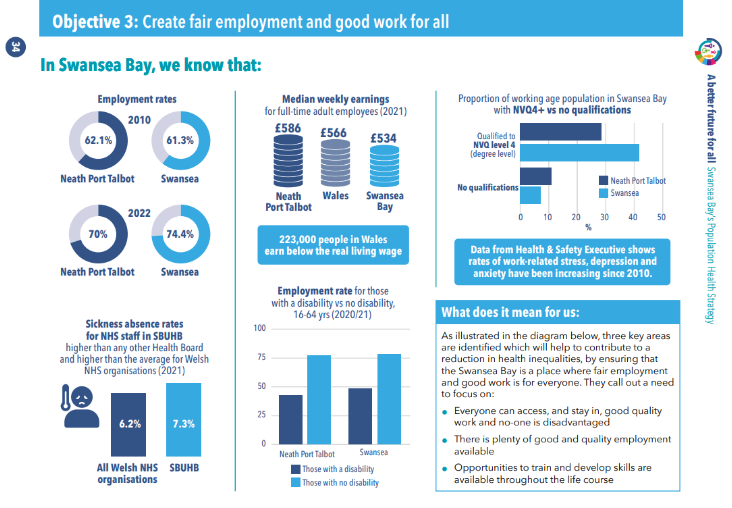 Objective 3: Create fair employment and good work for all
34
In Swansea Bay, we know that:
Employment rates
2010
62.1%
61.3%
Neath Port Talbot
Swansea
2022
70%
74.4%
Neath Port Talbot
Swansea
Sickness absence rates
for NHS staff in SBUHB
higher than any other Health Board
and higher than the average for Welsh
NHS organisations (2021)
6.2%
7.3%
All Welsh NHS
organisations
SBUHB
Median weekly earnings
for full-time adult employees (2021)
£586
£566
£534
Neath
Port Talbot
Wales
Swansea
Bay
223,000 people in Wales
earn below the real living wage
Employment rate for those
with a disability vs no disability,
16-64 yrs (2020/21)
100
75
50
25
0
Neath Port Talbot
Swansea
Those with a disability
Those with no disability
Proportion of working age population in Swansea Bay
with NVQ4+ vs no qualifications
Qualified to
NVQ level 4
(degree level)
No qualifications
Neath Port Talbot
Swansea
0 10 20 30 40 50
%
Data from Health & Safety Executive shows
rates of work-related stress, depression and
anxiety have been increasing since 2010.
What does it mean for us:
As illustrated in the diagram below, three key areas
are identified which will help to contribute to a
reduction in health inequalities, by ensuring that
the Swansea Bay is a place where fair employment
and good work is for everyone. They call out a need
to focus on:
• Everyone can access, and stay in, good quality
work and no-one is disadvantaged
• There is plenty of good and quality employment
available
• Opportunities to train and develop skills are
available throughout the life course
A better future for all Swansea Bay's Population Health Strategy